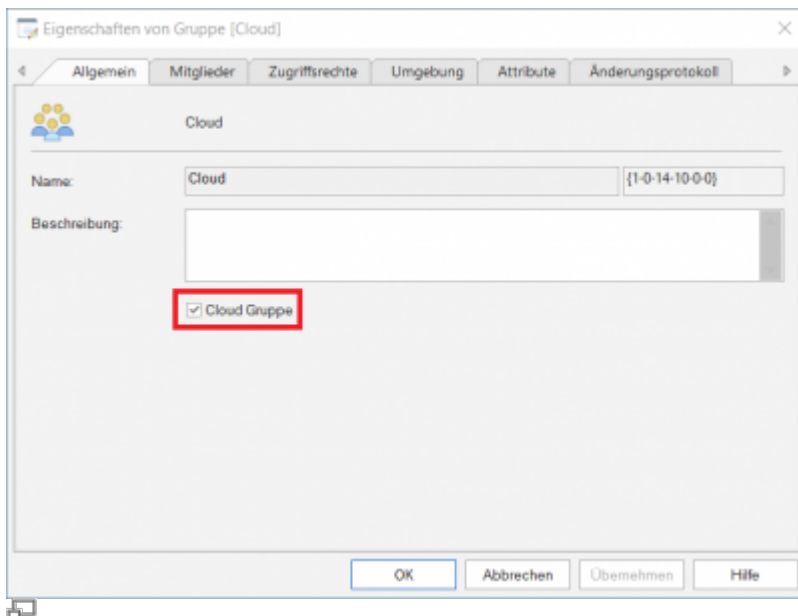 Eigenschaften von Gruppe [Cloud]
Allgemein Mitglieder Zugriffsrechte Umgebung Attribute Änderungsprotokoll
Cloud
Name: Cloud {1-0-14-10-0-0}
Beschreibung:
Cloud Gruppe
OK Abbrechen Übernehmen Hilfe